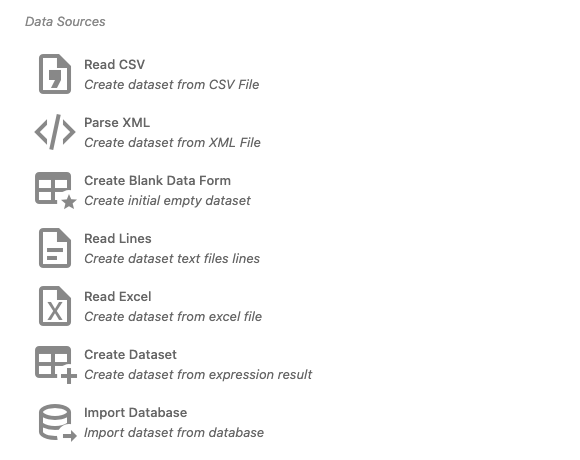 Data Sources
Read CSV
Create dataset from CSV File
Parse XML
Create dataset from XML File
Create Blank Data Form
Create initial empty dataset
Read Lines
Create dataset text files lines
Read Excel
Create dataset from excel file
Create Dataset
Create dataset from expression result
Import Database
Import dataset from database